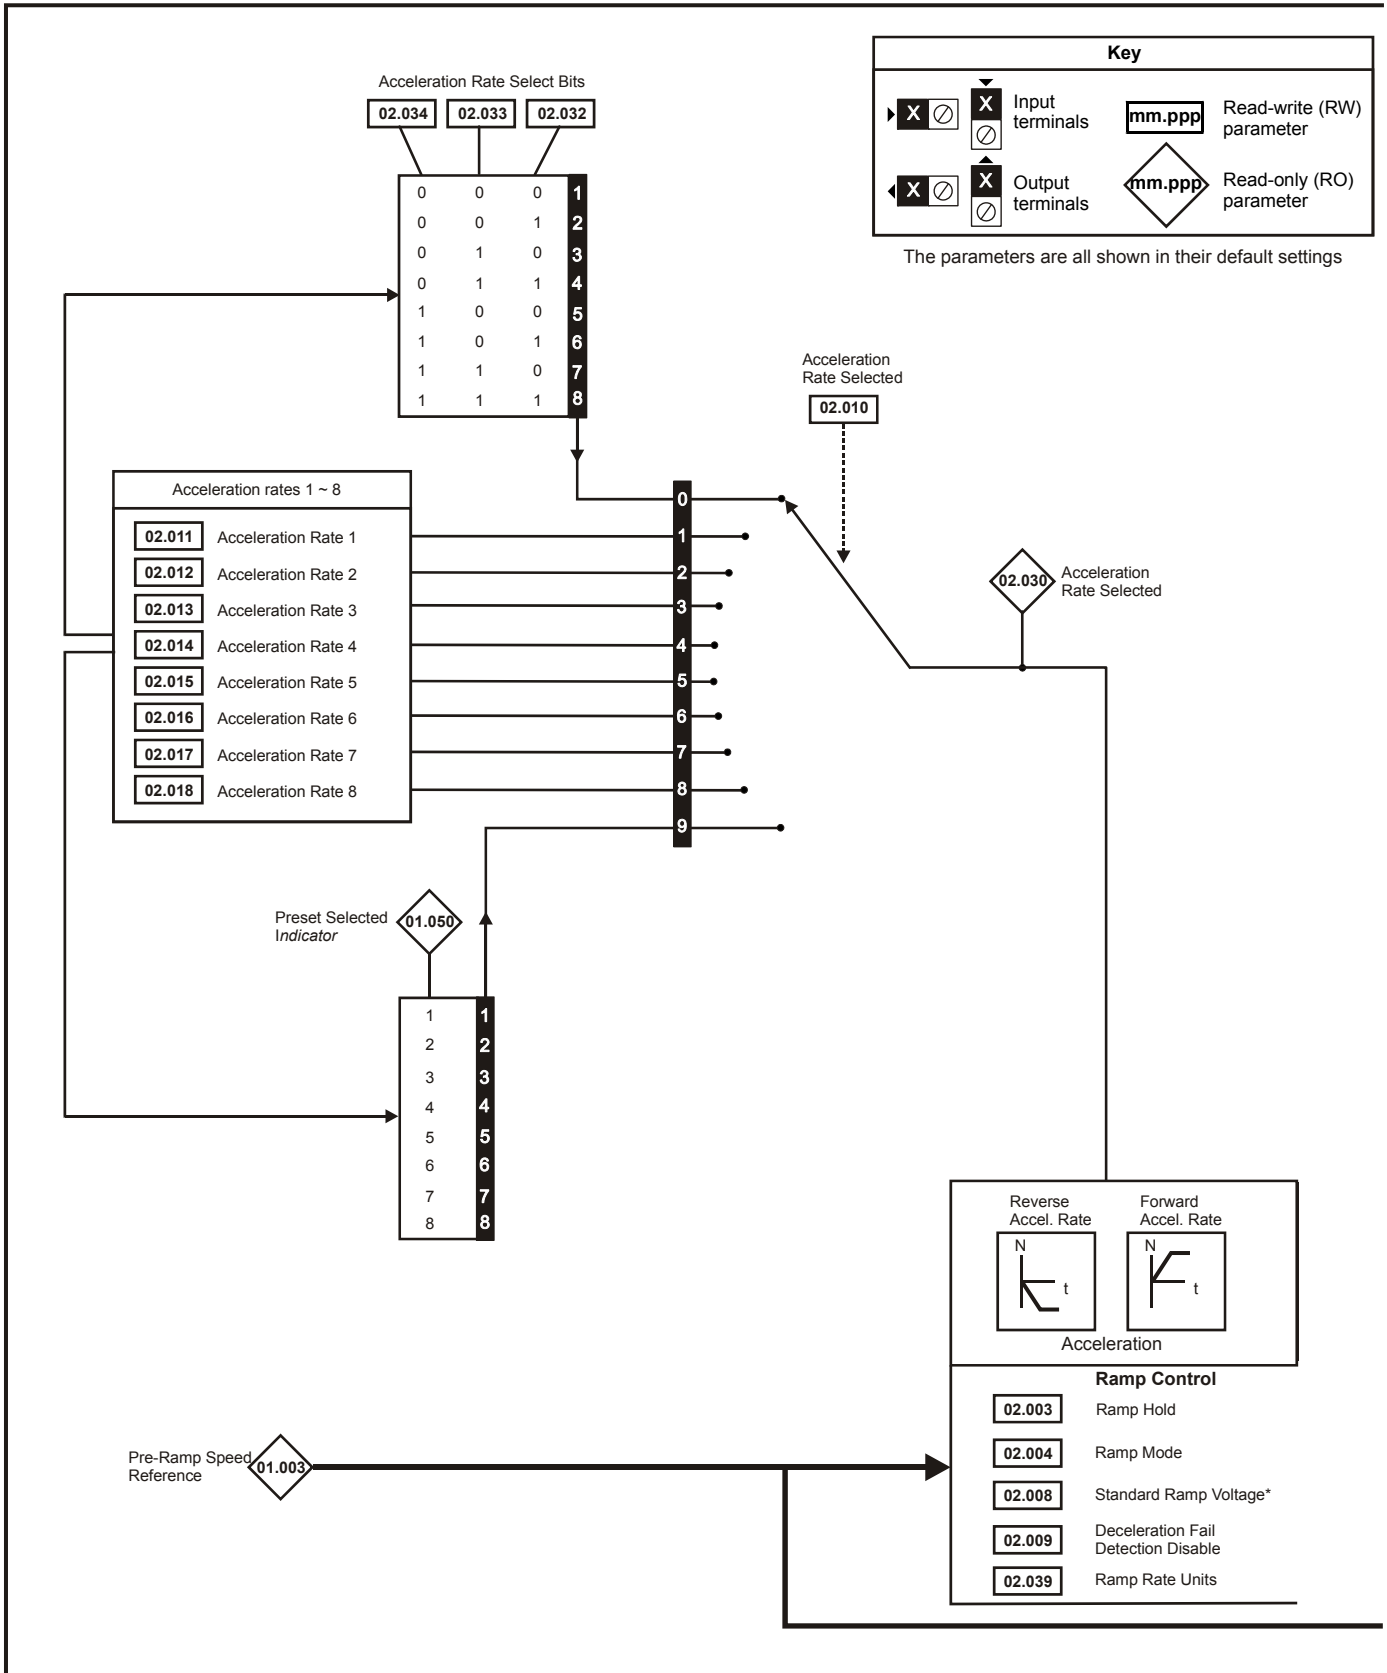 Key
X
X
Input
terminals
mm.ppp
Read-write (RW)
parameter
X
X
Output
terminals
mm.ppp
Read-only (RO)
parameter
The parameters are all shown in their default settings
Acceleration Rate Select Bits
02.034 02.033 02.032
0 0 0 1
0 0 1 2
0 1 0 3
0 1 1 4
1 0 0 5
1 0 1 6
1 1 0 7
1 1 1 8
Acceleration
Rate Selected
02.010
Acceleration rates 1 ~ 8
02.011 Acceleration Rate 1
02.012 Acceleration Rate 2
02.013 Acceleration Rate 3
02.014 Acceleration Rate 4
02.015 Acceleration Rate 5
02.016 Acceleration Rate 6
02.017 Acceleration Rate 7
02.018 Acceleration Rate 8
0
1
2
3
4
5
6
7
8
9
02.030
Acceleration
Rate Selected
Preset Selected
Indicator
01.050
1 1
2 2
3 3
4 4
5 5
6 6
7 7
8 8
Reverse
Accel. Rate
N
t
Forward
Accel. Rate
N
t
Acceleration
Ramp Control
02.003 Ramp Hold
02.004 Ramp Mode
02.008 Standard Ramp Voltage*
02.009 Deceleration Fail
Detection Disable
02.039 Ramp Rate Units
Pre-Ramp Speed
Reference
01.003